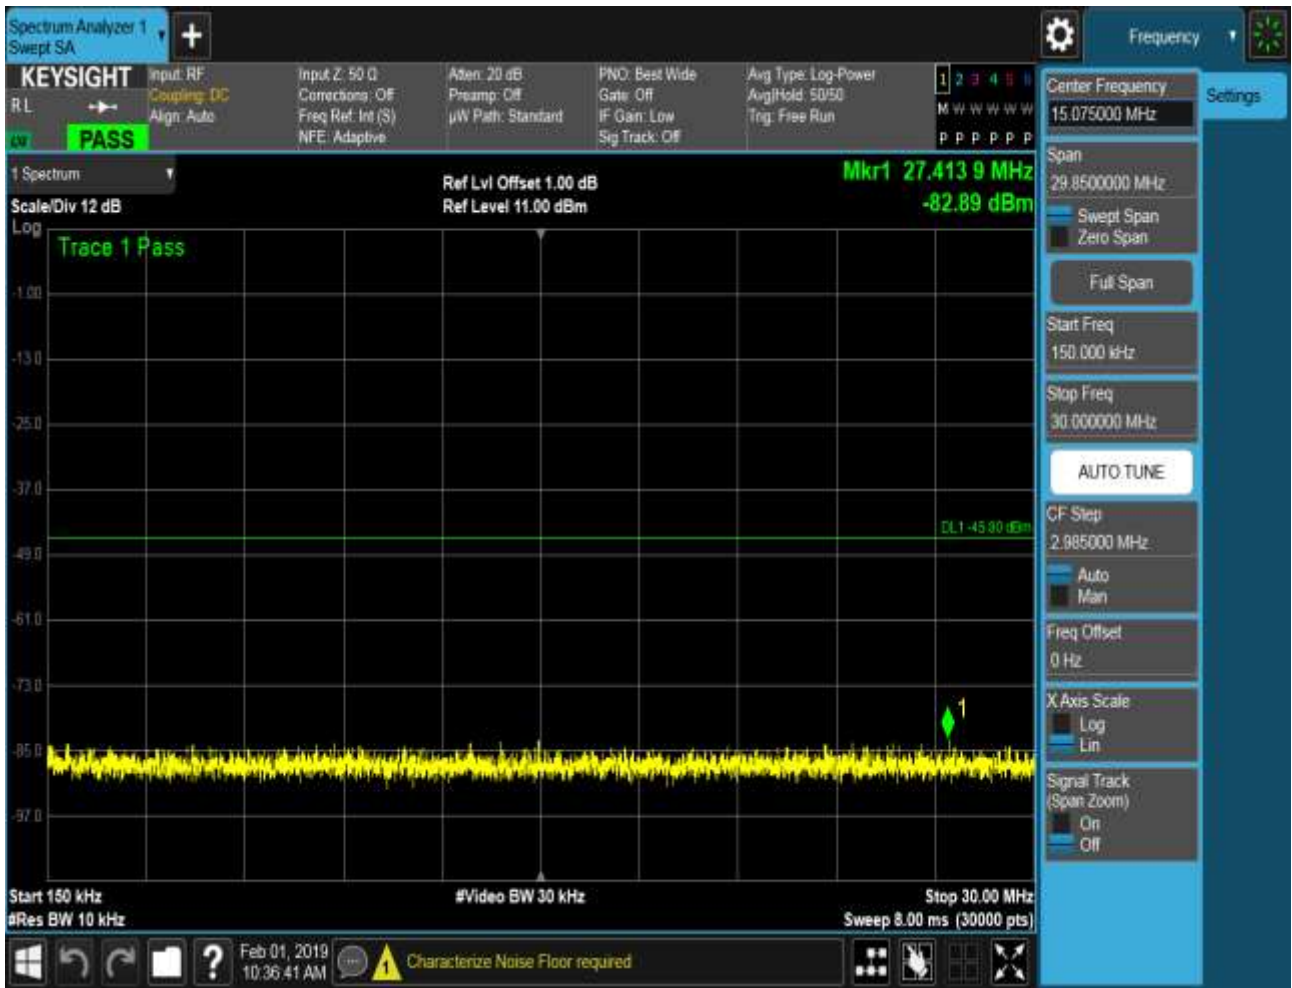 Spectrum Analyzer 1
Swept SA
+
Frequency
KEYSIGHT
R L
PASS
Input: RF
Coupling: DC
Align: Auto
Input Z: 50 Ω
Corrections: Off
Freq Ref: Int (S)
NFE: Adaptive
Atten: 20 dB
Preamp: Off
µW Path: Standard
PNO: Best Wide
Gate: Off
IF Gain: Low
Sig Track: Off
Avg Type: Log-Power
Avg|Hold: 50/50
Trig: Free Run
1 2 3 4 5 6
M W W W W W
P P P P P P
1 Spectrum
Scale/Div 12 dB
Log
Ref Lvl Offset 1.00 dB
Ref Level 11.00 dBm
Mkr1 27.413 9 MHz
-82.89 dBm
Trace 1 Pass
-1.00
-13.0
-25.0
-37.0
DL1 -45.90 dBm
-49.0
-61.0
-73.0
1
-85.0
-97.0
Start 150 kHz
#Res BW 10 kHz
#Video BW 30 kHz
Stop 30.00 MHz
Sweep 8.00 ms (30000 pts)
Center Frequency
15.075000 MHz
Settings
Span
29.8500000 MHz
Swept Span
Zero Span
Full Span
Start Freq
150.000 kHz
Stop Freq
30.000000 MHz
AUTO TUNE
CF Step
2.985000 MHz
Auto
Man
Freq Offset
0 Hz
X Axis Scale
Log
Lin
Signal Track
(Span Zoom)
On
Off
?
Feb 01, 2019
10:36:41 AM
1
Characterize Noise Floor required